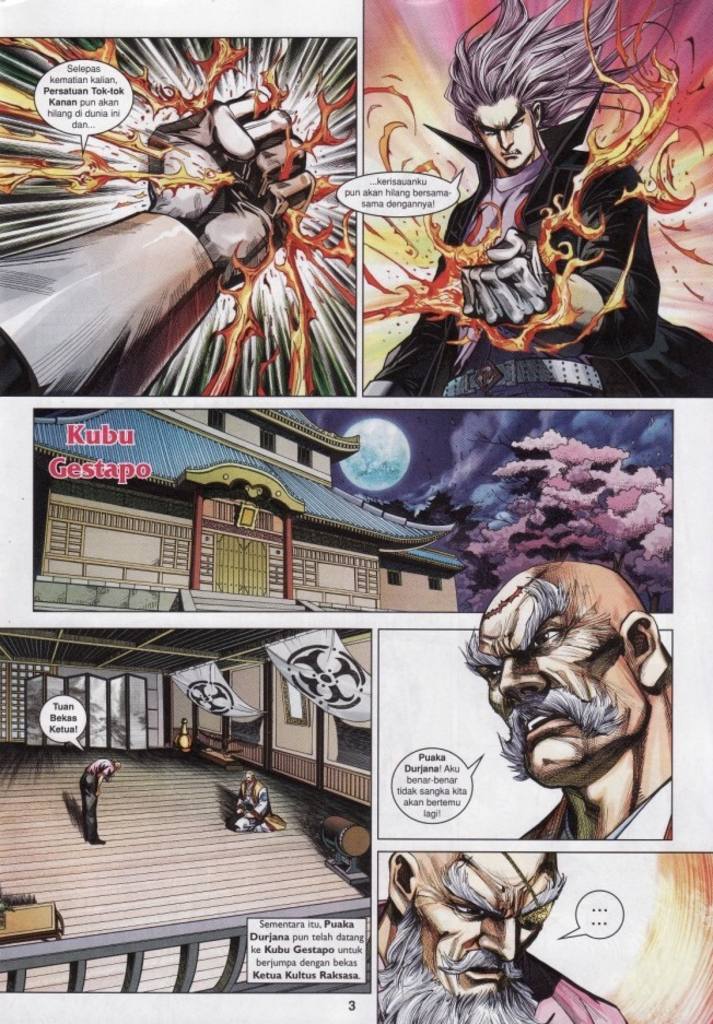 Selepas
kematian kalian,
Persatuan Tok-tok
Kanan pun akan
hilang di dunia ini
dan...
...kerisauanku
pun akan hilang bersama-
sama dengannya!
Kubu
Gestapo
Tuan
Bekas
Ketua!
Sementara itu, Puaka
Durjana pun telah datang
ke Kubu Gestapo untuk
berjumpa dengan bekas
Ketua Kultus Raksasa.
Puaka
Durjana! Aku
benar-benar
tidak sangka kita
akan bertemu
lagi!
...
...
3